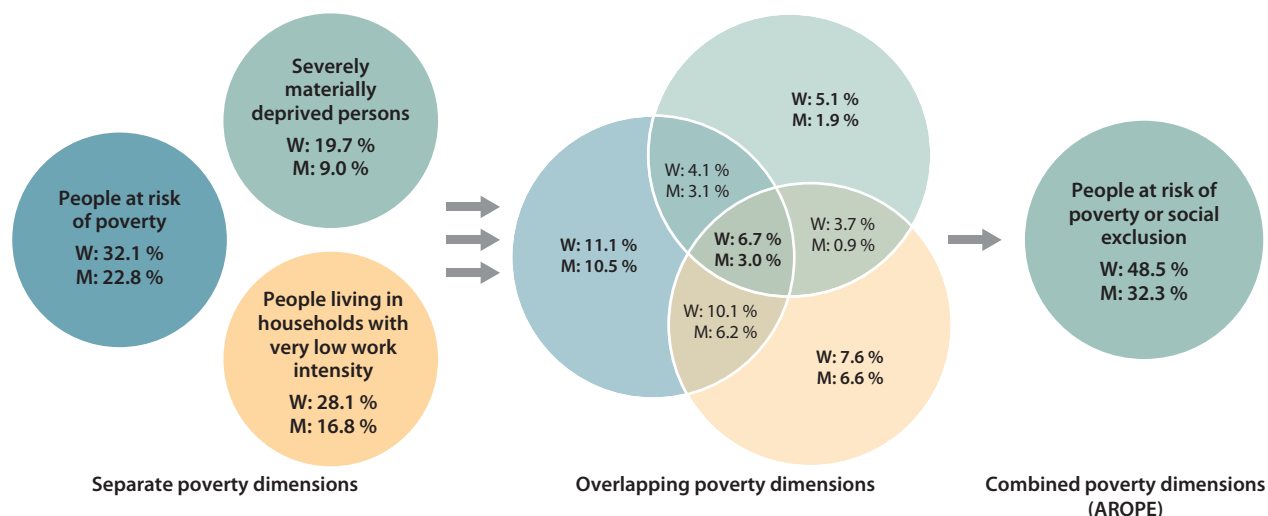 Severely
materially
deprived persons
W: 19.7 %
M: 9.0 %
People at risk
of poverty
W: 32.1 %
M: 22.8 %
People living in
households with
very low work
intensity
W: 28.1 %
M: 16.8 %
Separate poverty dimensions
W: 5.1 %
M: 1.9 %
W: 4.1 %
M: 3.1 %
W: 11.1 %
M: 10.5 %
W: 6.7 %
M: 3.0 %
W: 3.7 %
M: 0.9 %
W: 10.1 %
M: 6.2 %
W: 7.6 %
M: 6.6 %
Overlapping poverty dimensions
People at risk of
poverty or social
exclusion
W: 48.5 %
M: 32.3 %
Combined poverty dimensions
(AROPE)